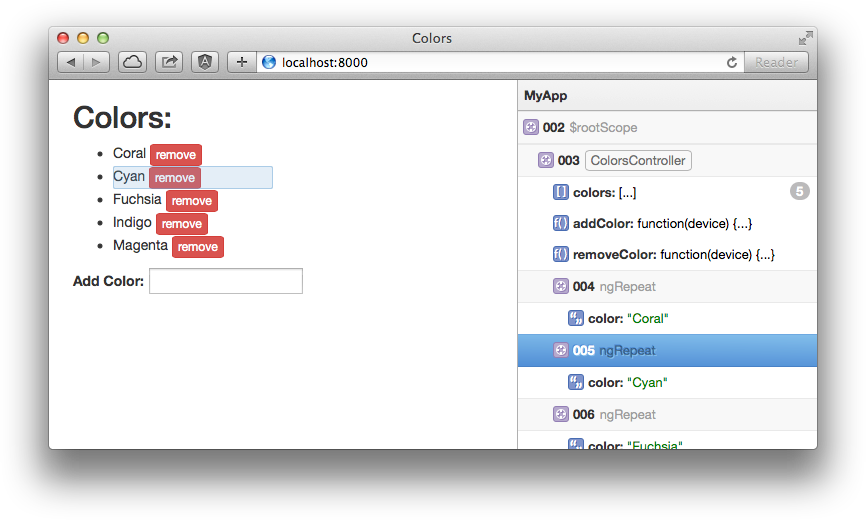 Colors
localhost:8000
Reader
Colors:
Coral remove
Cyan remove
Fuchsia remove
Indigo remove
Magenta remove
Add Color:
MyApp
002 $rootScope
003 ColorsController
[] colors: [...] 5
f() addColor: function(device) {...}
f() removeColor: function(device) {...}
004 ngRepeat
"" color: "Coral"
005 ngRepeat
"" color: "Cyan"
006 ngRepeat
"" color: "Fuchsia"